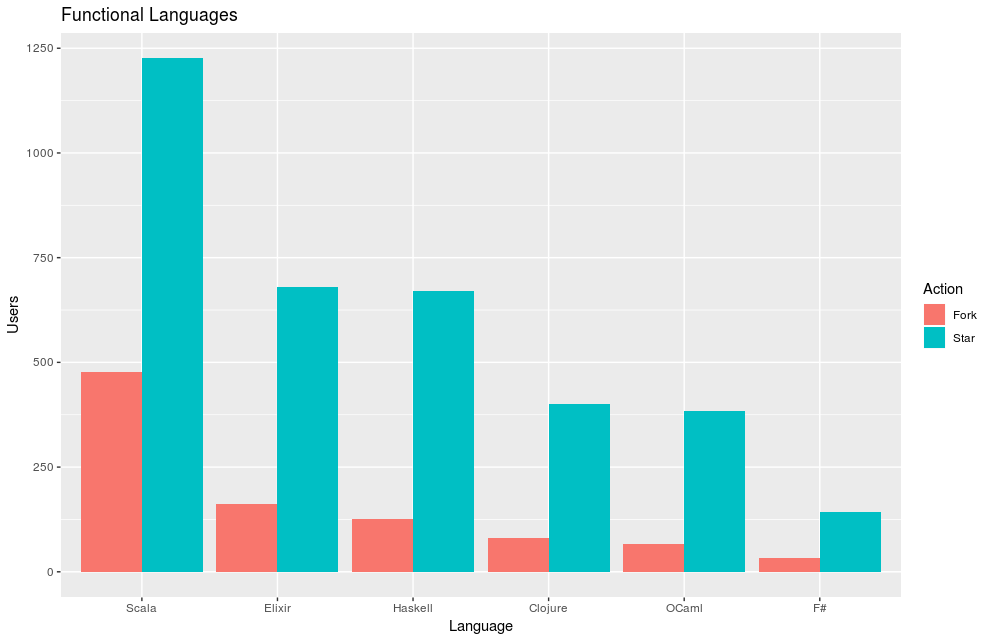 Functional Languages
1250
1000
750
500
250
0
Users
Scala Elixir Haskell Clojure OCaml F#
Language
Action
Fork
Star